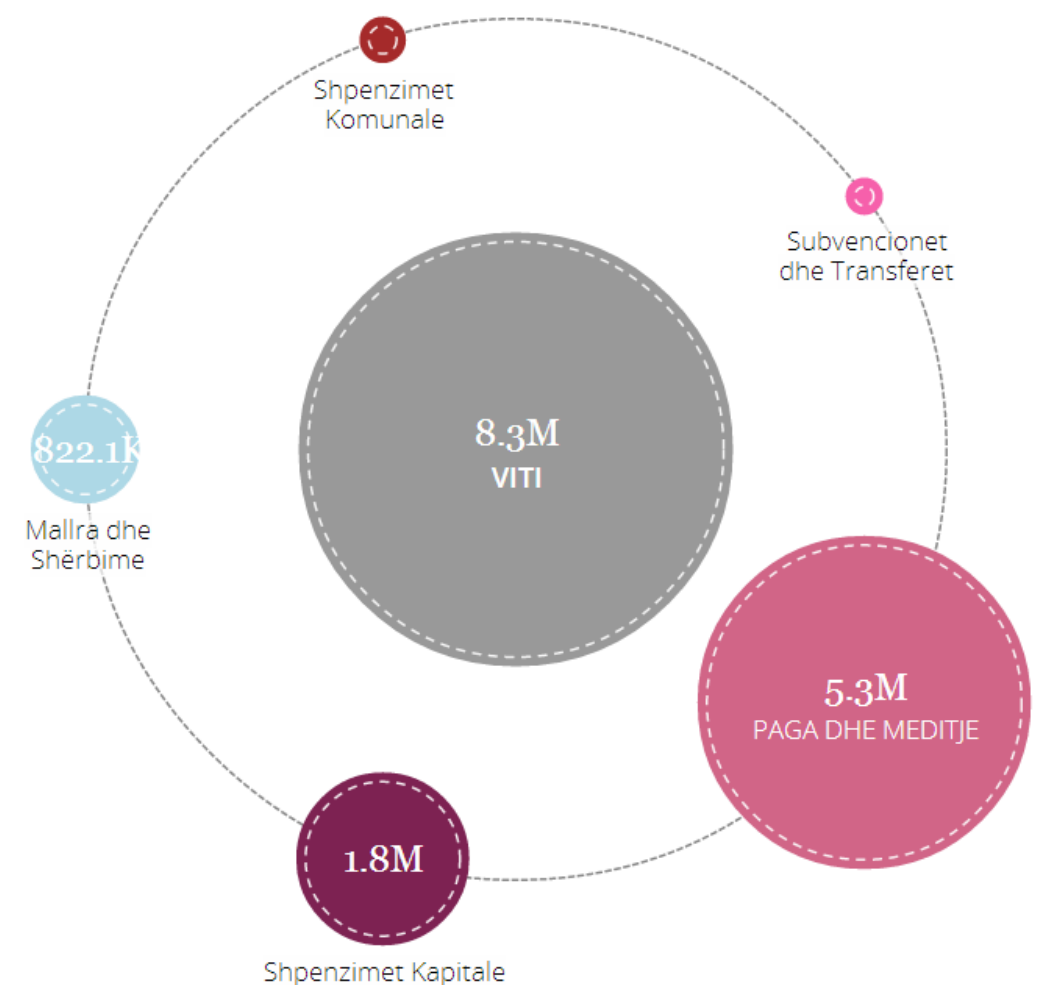 Shpenzimet
Komunale
Subvencionet
dhe Transferet
8.3M
VITI
822.1K
Mallra dhe
Shërbime
5.3M
PAGA DHE MEDITJE
1.8M
Shpenzimet Kapitale